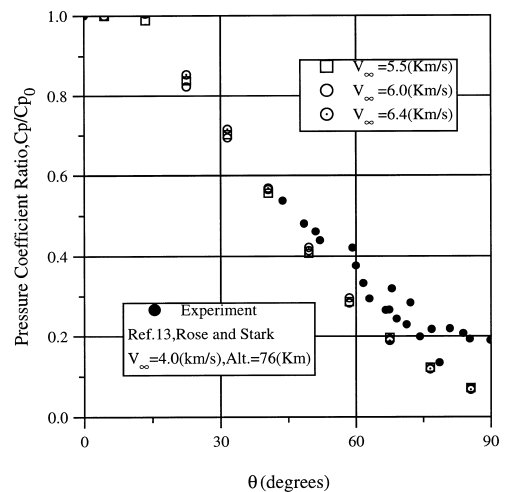 Pressure Coefficient Ratio,Cp/Cp0
1.0
0.8
0.6
0.4
0.2
0.0
V∞=5.5(Km/s)
V∞=6.0(Km/s)
V∞=6.4(Km/s)
Experiment
Ref.13,Rose and Stark
V∞=4.0(km/s),Alt.=76(Km)
0 30 60 90
θ (degrees)